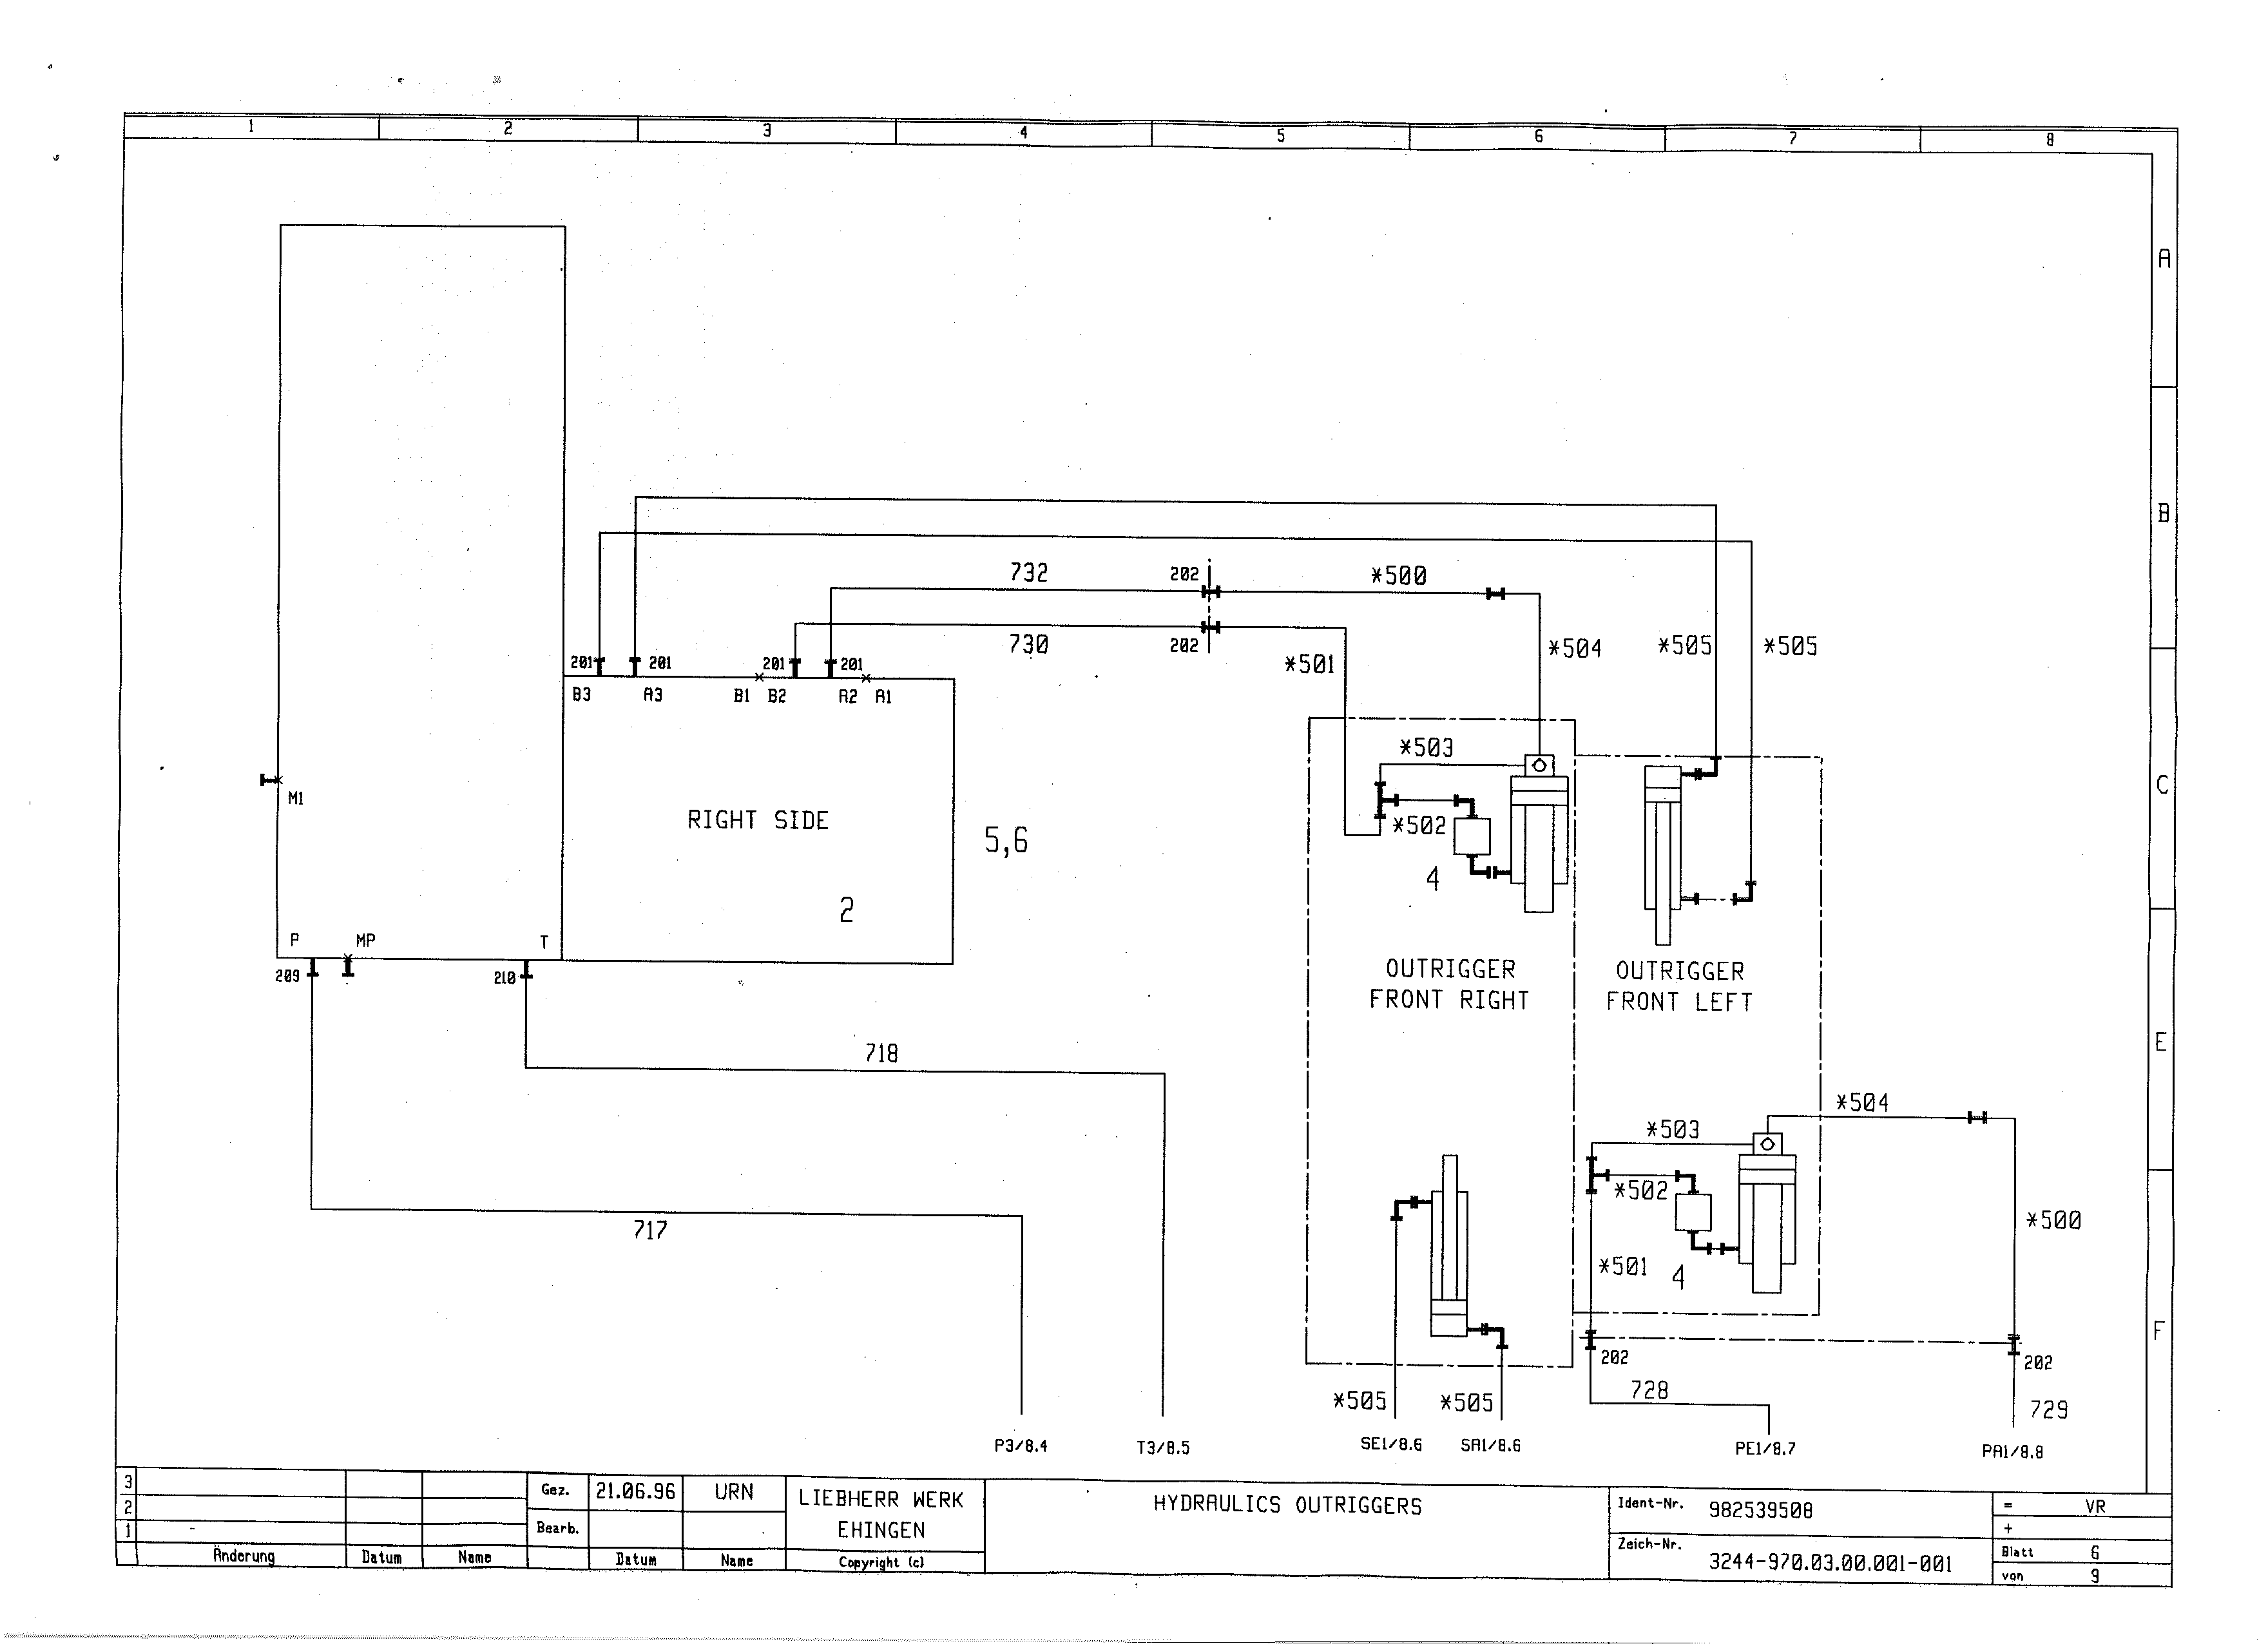 1 2 3 4 5 6 7 8
A
B
C
E
F
732
202
*500
730
202
*501
*504
*505
*505
201
201
201
201
B3
A3
B1
B2
A2
A1
M1
RIGHT SIDE
5,6
2
P
MP
T
209
210
*503
*502
4
OUTRIGGER
FRONT RIGHT
OUTRIGGER
FRONT LEFT
718
717
*504
*503
*502
*501
4
*500
202
202
*505
*505
728
729
P3/8.4
T3/8.5
SE1/8.6
SA1/8.6
PE1/8.7
PA1/8.8
3
2
1
Änderung
Datum
Name
Gez.
21.06.96
URN
Bearb.
Datum
Name
LIEBHERR WERK
EHINGEN
Copyright (c)
HYDRAULICS OUTRIGGERS
Ident-Nr. 982539508
Zeich-Nr. 3244-970.03.00.001-001
= VR
+
Blatt 6
von 9